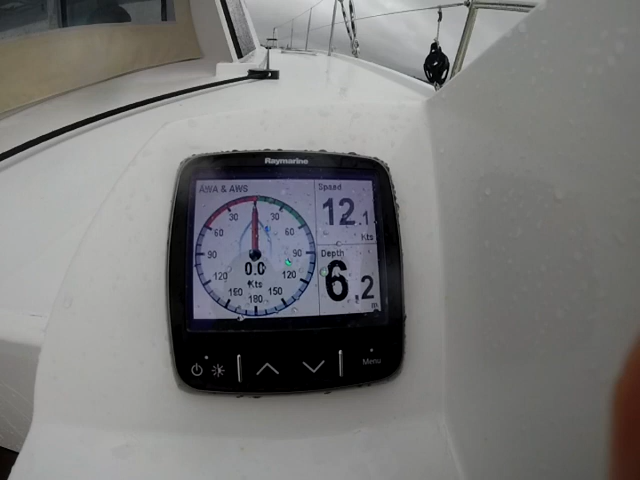 Raymarine
AWA & AWS
Speed
12.1
Kts
Depth
6.2
m
30 30
60 60
90 90
120 120
150 150
180
0.0
Kts
Menu